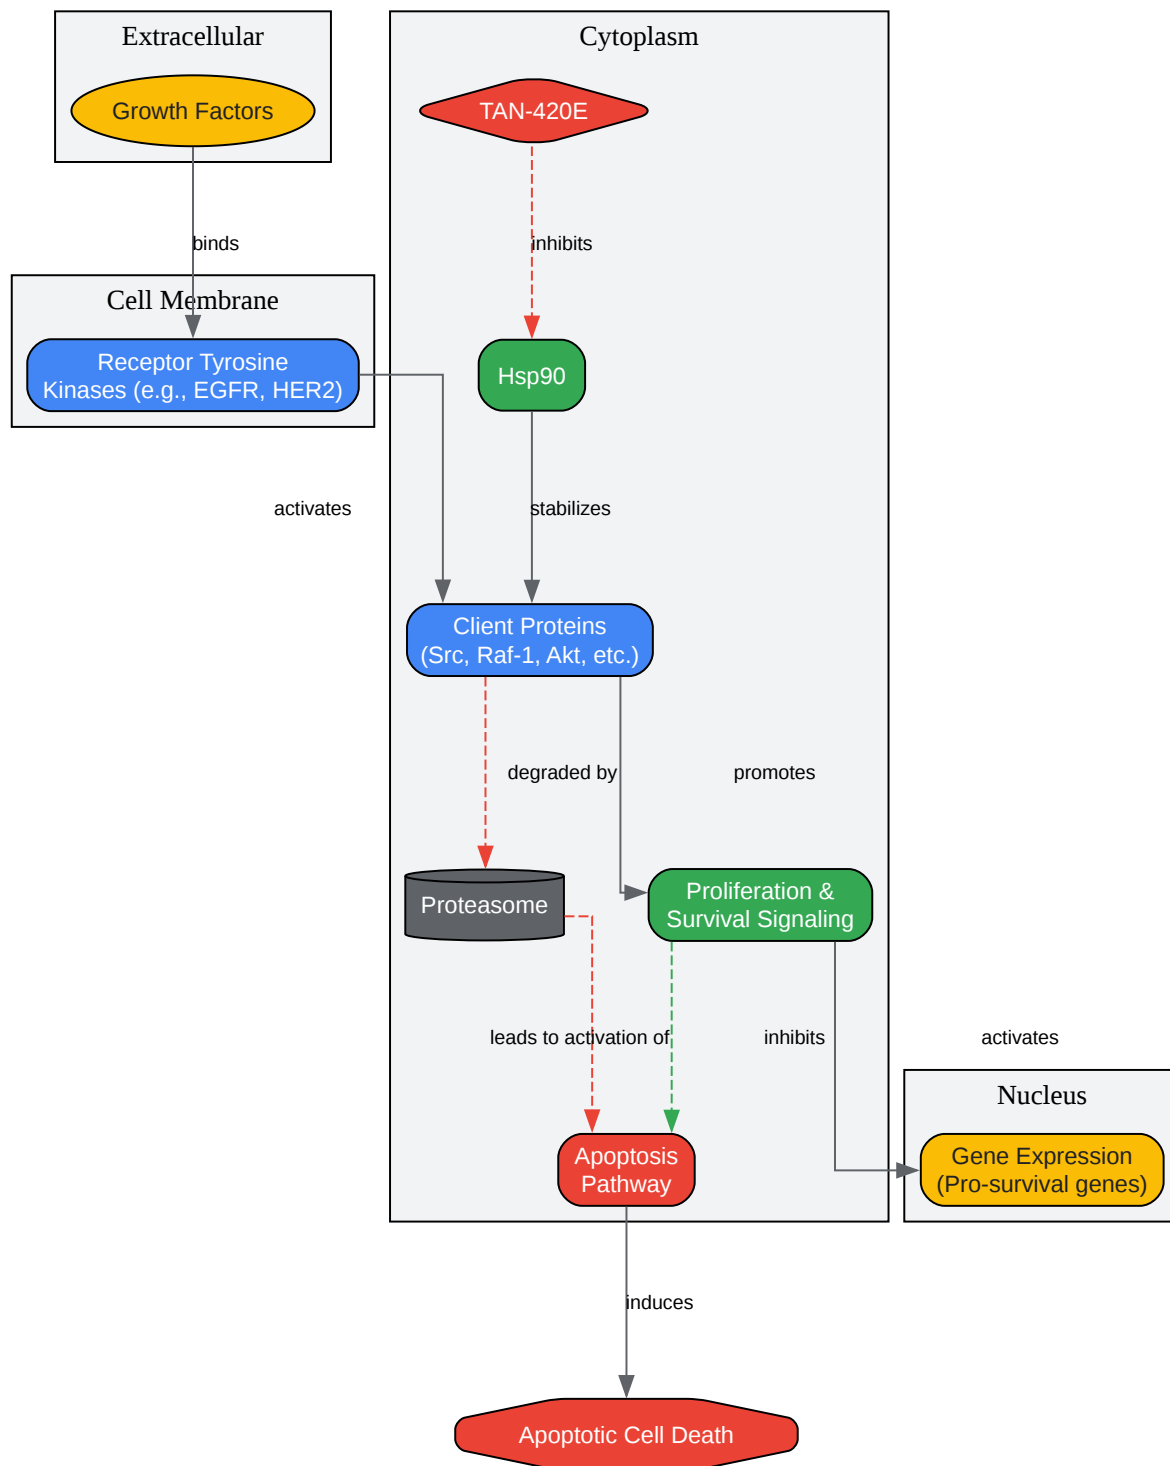 Extracellular
Cytoplasm
Growth Factors
TAN-420E
binds
inhibits
Cell Membrane
Receptor Tyrosine
Kinases (e.g., EGFR, HER2)
Hsp90
activates
stabilizes
Client Proteins
(Src, Raf-1, Akt, etc.)
degraded by
promotes
Proteasome
Proliferation &
Survival Signaling
leads to activation of
inhibits
activates
Nucleus
Apoptosis
Pathway
Gene Expression
(Pro-survival genes)
induces
Apoptotic Cell Death